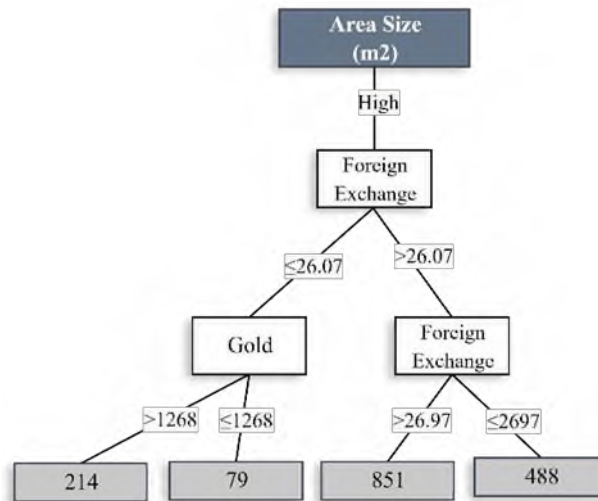 Area Size
(m2)
High
Foreign
Exchange
≤26.07
>26.07
Gold
Foreign
Exchange
>1268
≤1268
>26.97
≤2697
214
79
851
488